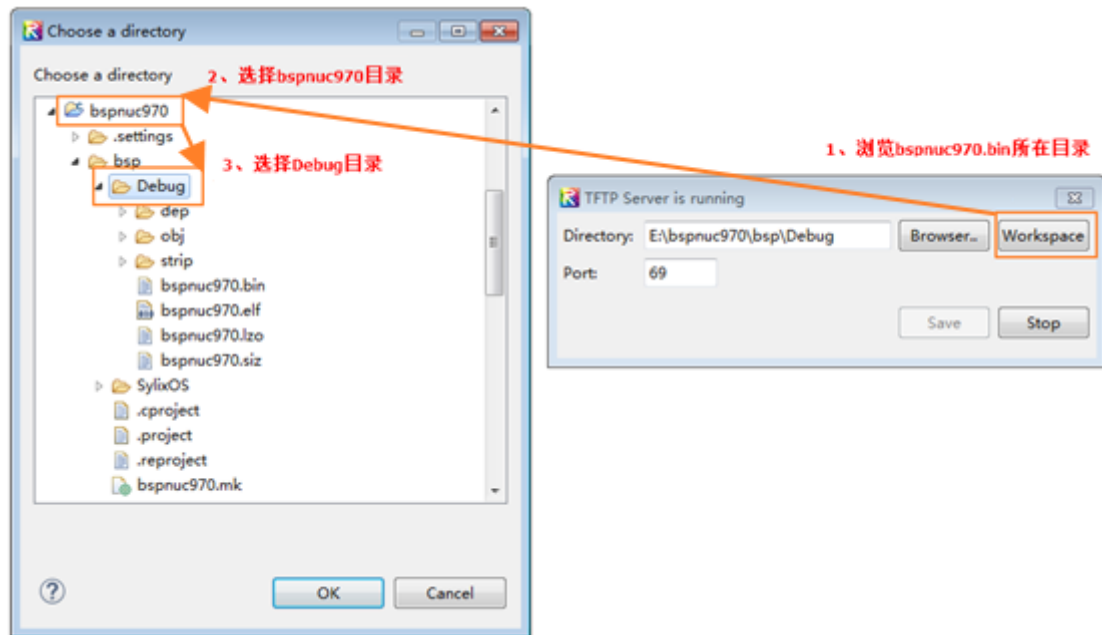 Choose a directory
Choose a directory
2、选择bspnuc970目录
bspnuc970
.settings
bsp
3、选择Debug目录
Debug
dep
obj
strip
bspnuc970.bin
bspnuc970.elf
bspnuc970.lzo
bspnuc970.siz
SylixOS
.cproject
.project
.reproject
bspnuc970.mk
OK
Cancel
1、浏览bspnuc970.bin所在目录
TFTP Server is running
Directory: E:\bspnuc970\bsp\Debug Browser... Workspace
Port: 69
Save Stop